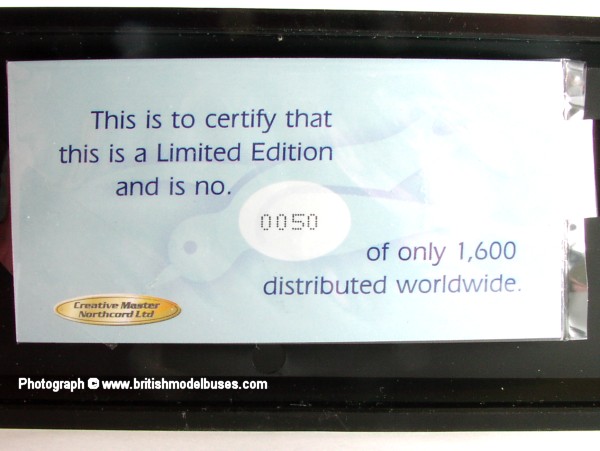 This is to certify that
this is a Limited Edition
and is no.
0050
of only 1,600
distributed worldwide.
Creative Master
Northcord Ltd
Photograph © www.britishmodelbuses.com